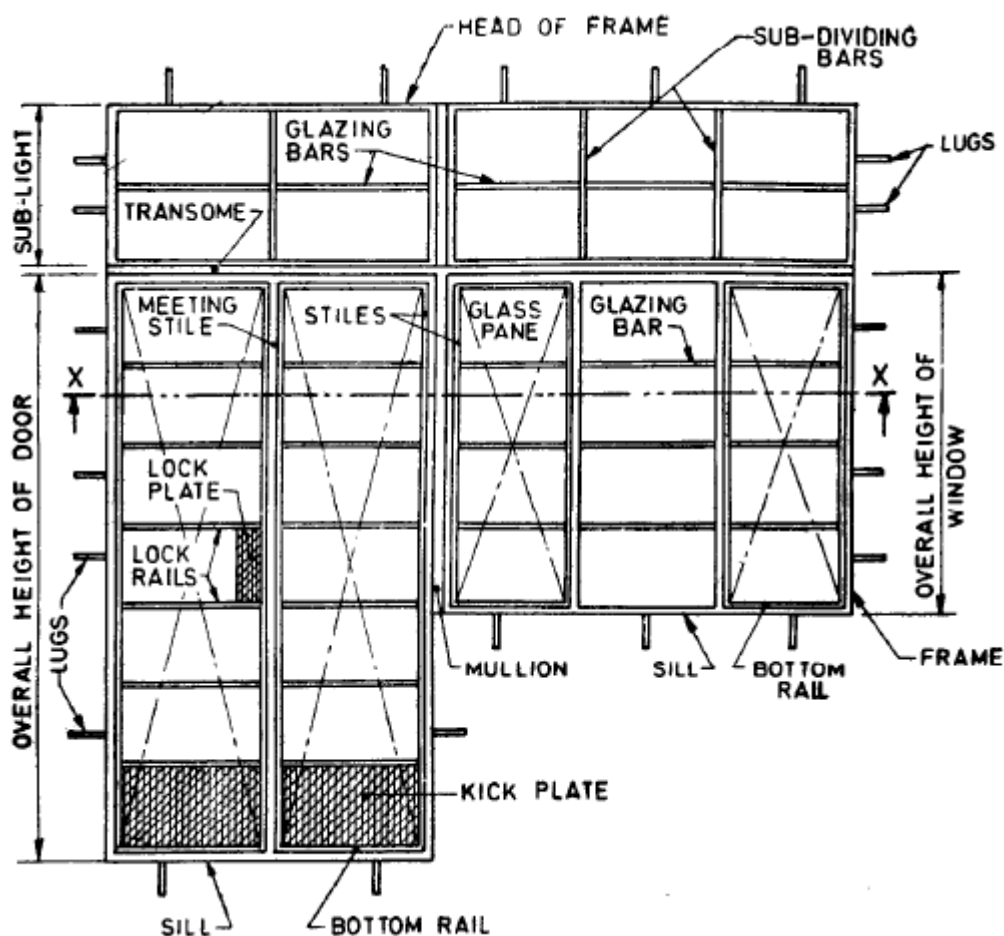 HEAD OF FRAME
SUB-DIVIDING
BARS
GLAZING
BARS
LUGS
SUB-LIGHT
TRANSOME
MEETING
STILE
STILES
GLASS
PANE
GLAZING
BAR
X
X
OVERALL HEIGHT OF DOOR
OVERALL HEIGHT OF
WINDOW
LOCK
PLATE
LOCK
RAILS
LUGS
MULLION
SILL
BOTTOM
RAIL
FRAME
KICK PLATE
SILL
BOTTOM RAIL